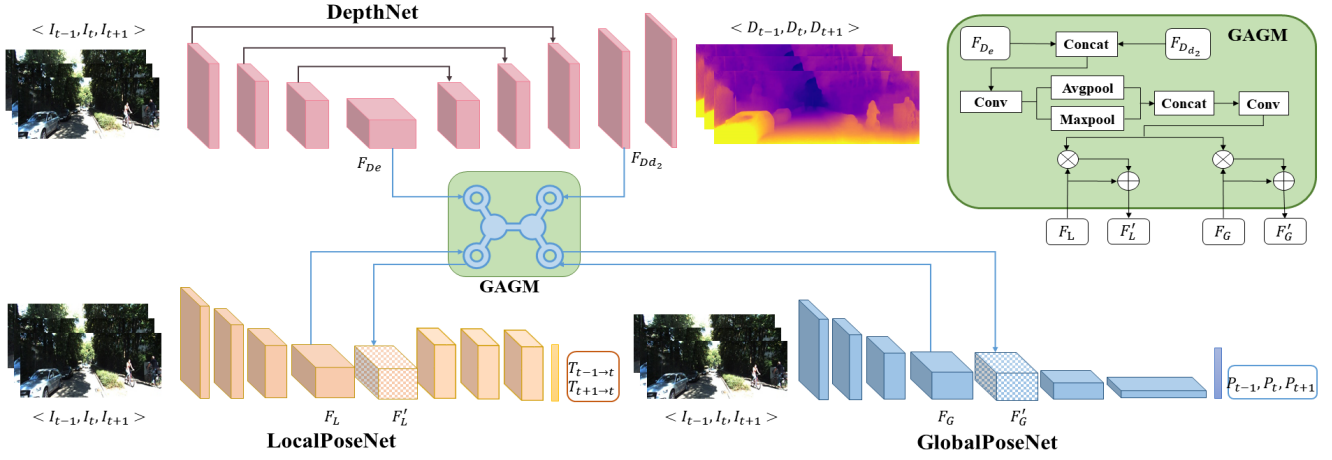 DepthNet
< I_{t−1}, I_t, I_{t+1} >
< D_{t−1}, D_t, D_{t+1} >
GAGM
F_{D_e}
Concat
F_{D_{d_2}}
Conv
Avgpool
Maxpool
Concat
Conv
F_L
F'_L
F_G
F'_G
F_{De}
F_{Dd_2}
GAGM
T_{t−1→t}
T_{t+1→t}
P_{t−1}, P_t, P_{t+1}
F_L
F'_L
F_G
F'_G
< I_{t−1}, I_t, I_{t+1} >
LocalPoseNet
< I_{t−1}, I_t, I_{t+1} >
GlobalPoseNet